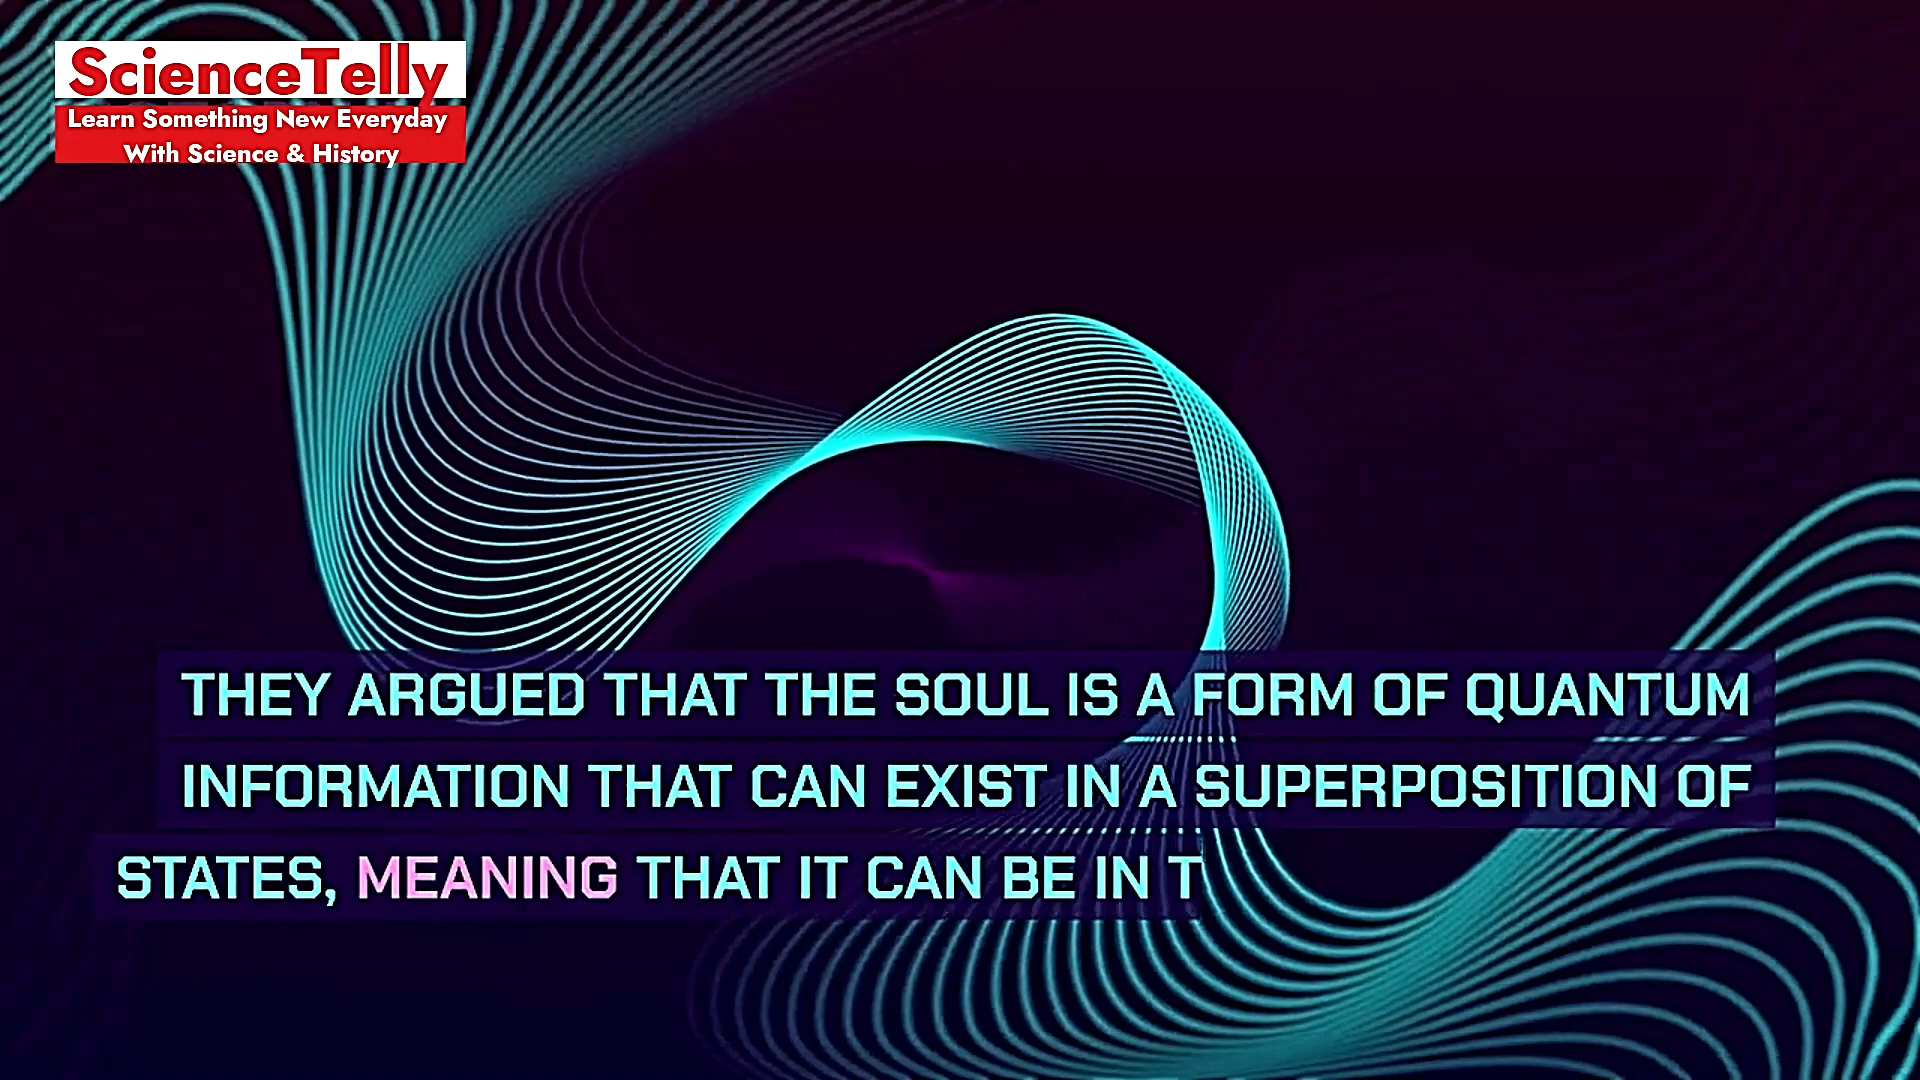 ScienceTelly
Learn Something New Everyday
With Science & History
THEY ARGUED THAT THE SOUL IS A FORM OF QUANTUM
INFORMATION THAT CAN EXIST IN A SUPERPOSITION OF
STATES, MEANING THAT IT CAN BE IN T